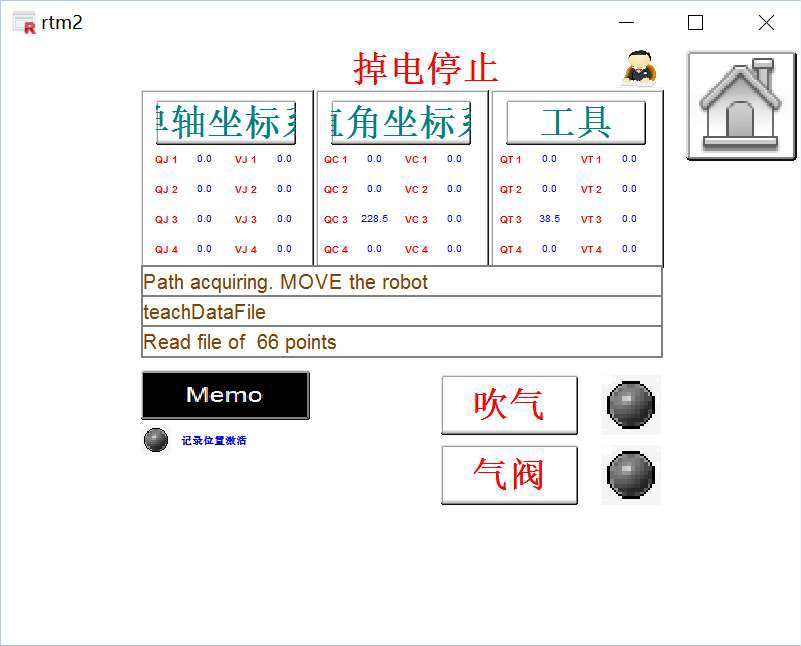 rtm2
掉电停止
单轴坐标系 直角坐标系 工具
QJ 1 0.0 VJ 1 0.0 QC 1 0.0 VC 1 0.0 QT 1 0.0 VT 1 0.0
QJ 2 0.0 VJ 2 0.0 QC 2 0.0 VC 2 0.0 QT 2 0.0 VT 2 0.0
QJ 3 0.0 VJ 3 0.0 QC 3 228.5 VC 3 0.0 QT 3 38.5 VT 3 0.0
QJ 4 0.0 VJ 4 0.0 QC 4 0.0 VC 4 0.0 QT 4 0.0 VT 4 0.0
Path acquiring. MOVE the robot
teachDataFile
Read file of  66 points
Memo
吹气
记录位置激活
气阀